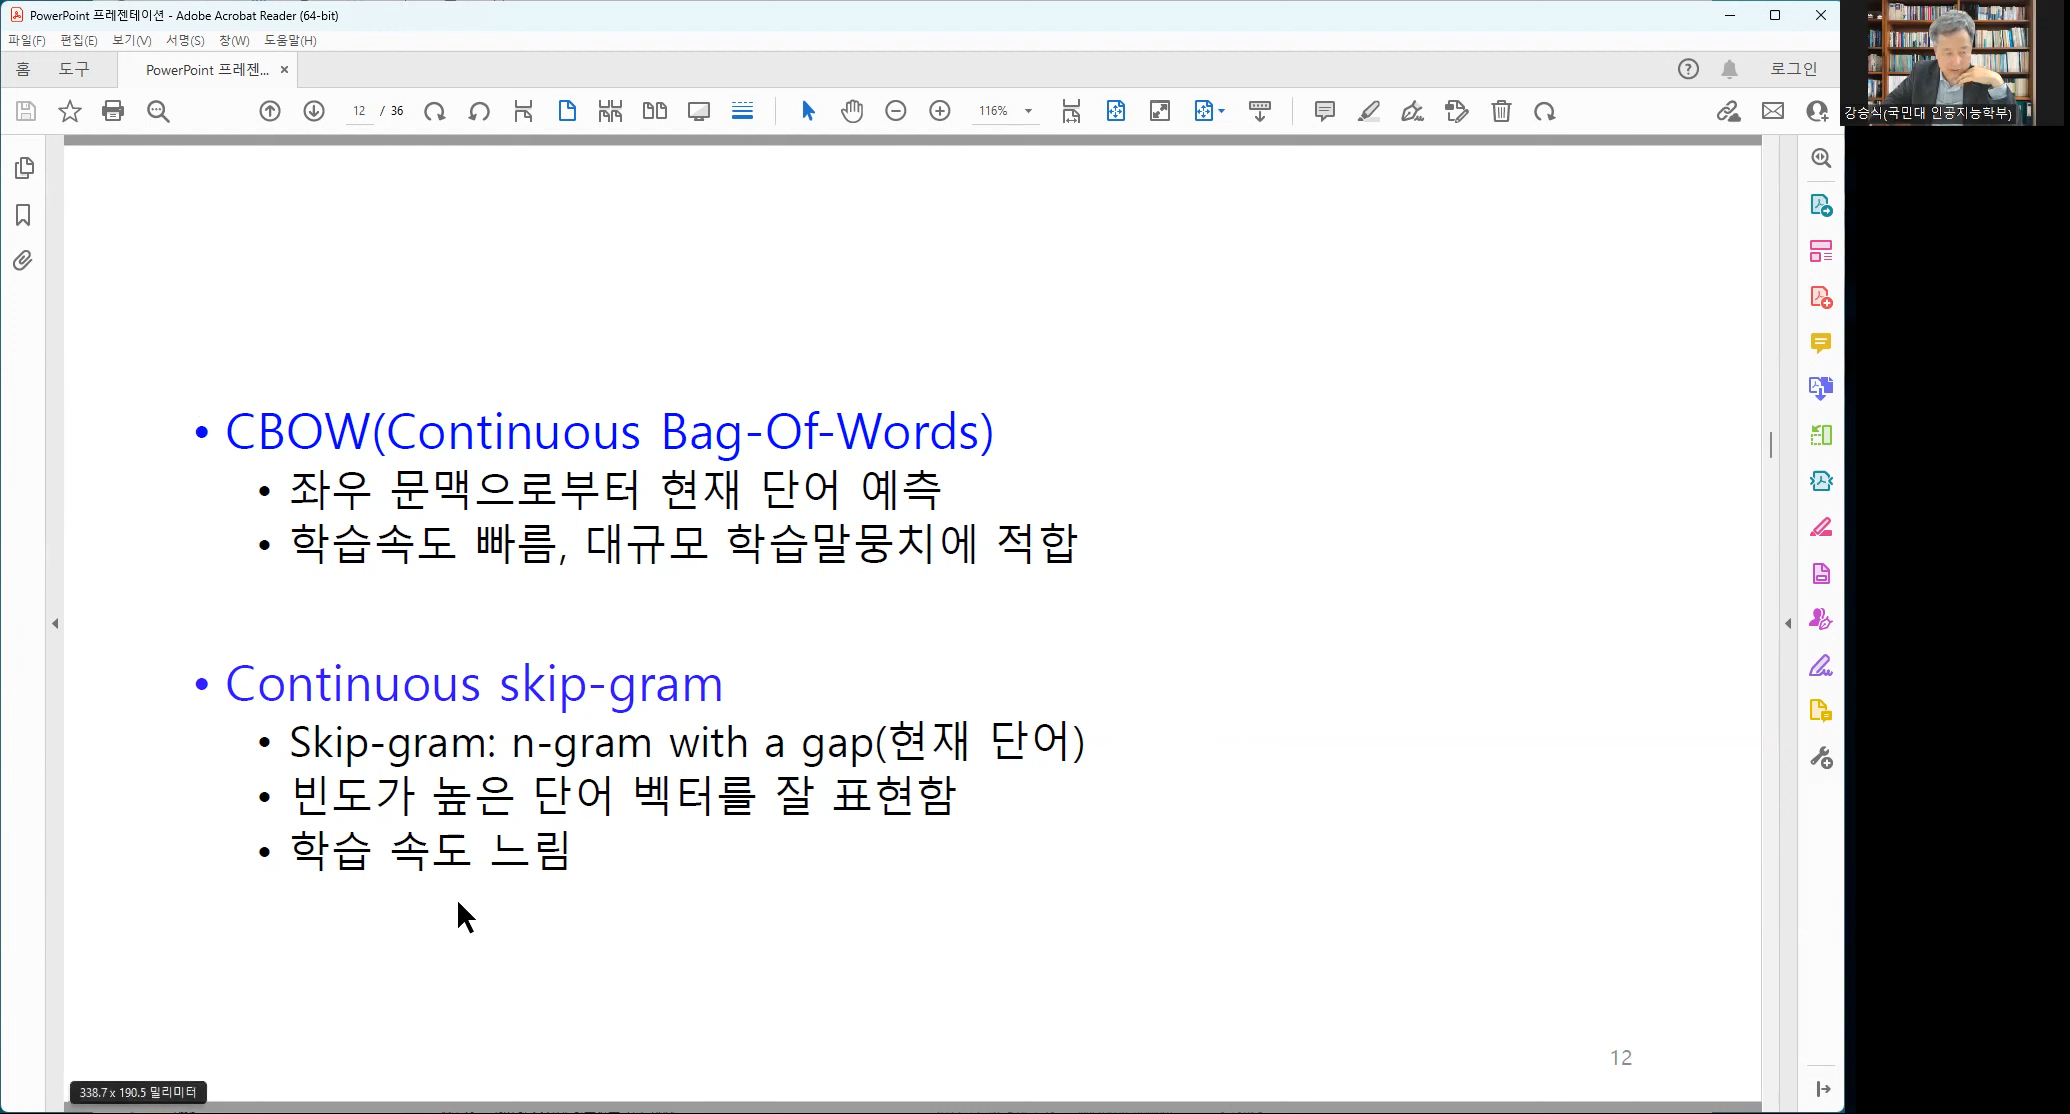 PowerPoint 프레젠테이션 - Adobe Acrobat Reader (64-bit)
파일(F) 편집(E) 보기(V) 서명(S) 창(W) 도움말(H)
홈 도구 PowerPoint 프레젠... × 로그인
12 / 36 116%
강승식(국민대 인공지능학부)
• CBOW(Continuous Bag-Of-Words)
• 좌우 문맥으로부터 현재 단어 예측
• 학습속도 빠름, 대규모 학습말뭉치에 적합
• Continuous skip-gram
• Skip-gram: n-gram with a gap(현재 단어)
• 빈도가 높은 단어 벡터를 잘 표현함
• 학습 속도 느림
12
338.7 x 190.5 밀리미터